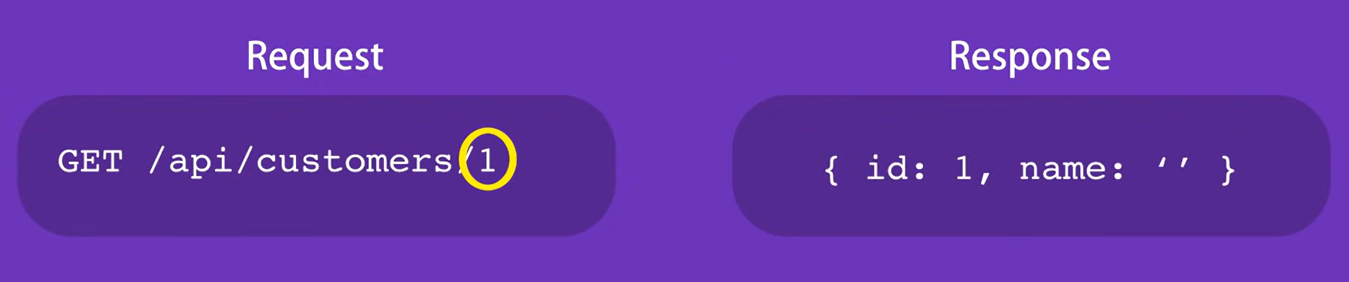 Request
GET /api/customers/1
Response
{ id: 1, name: ‘’ }